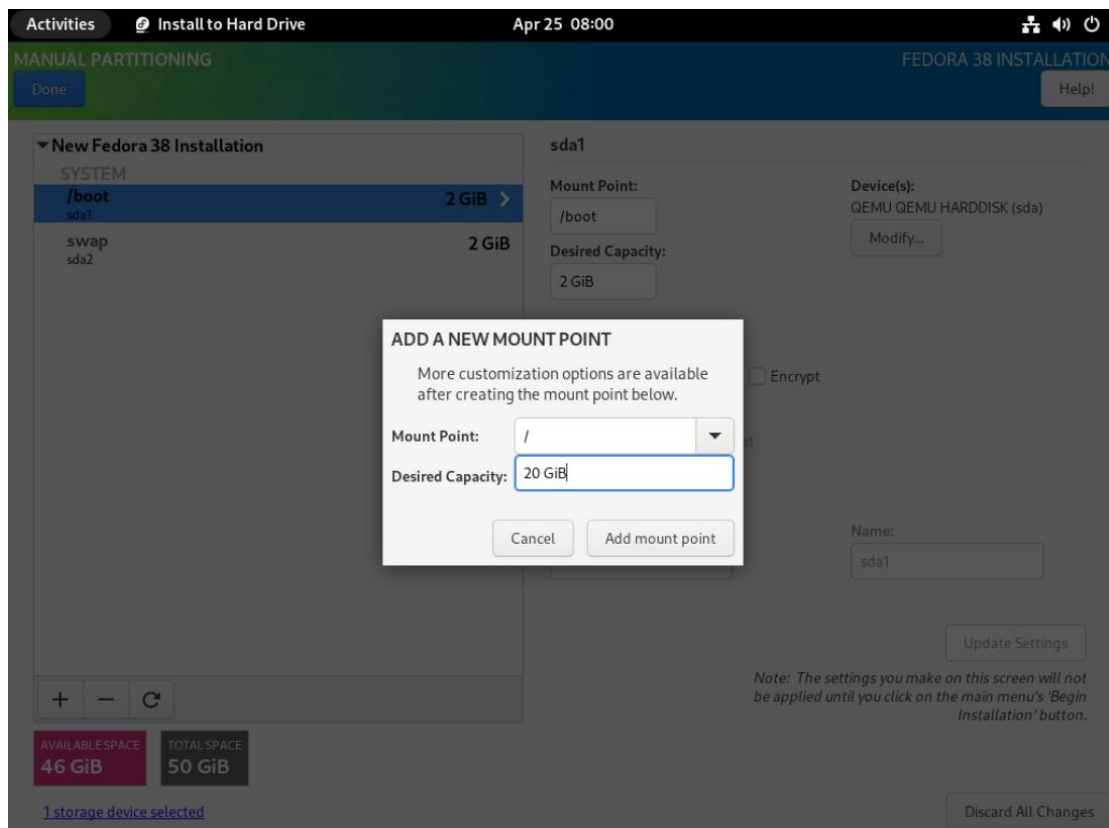 Activities Install to Hard Drive Apr 25 08:00
MANUAL PARTITIONING FEDORA 38 INSTALLATION
Done Help!
New Fedora 38 Installation
SYSTEM
/boot 2 GiB
sda1
swap 2 GiB
sda2
sda1
Mount Point:
/boot
Desired Capacity:
2 GiB
Device(s):
QEMU QEMU HARDDISK (sda)
Modify...
Encrypt
ADD A NEW MOUNT POINT
More customization options are available
after creating the mount point below.
Mount Point: /
Desired Capacity: 20 GiB
Cancel Add mount point
Name:
sda1
Update Settings
Note: The settings you make on this screen will not
be applied until you click on the main menu's 'Begin
Installation' button.
AVAILABLE SPACE
46 GiB
TOTAL SPACE
50 GiB
1 storage device selected
Discard All Changes